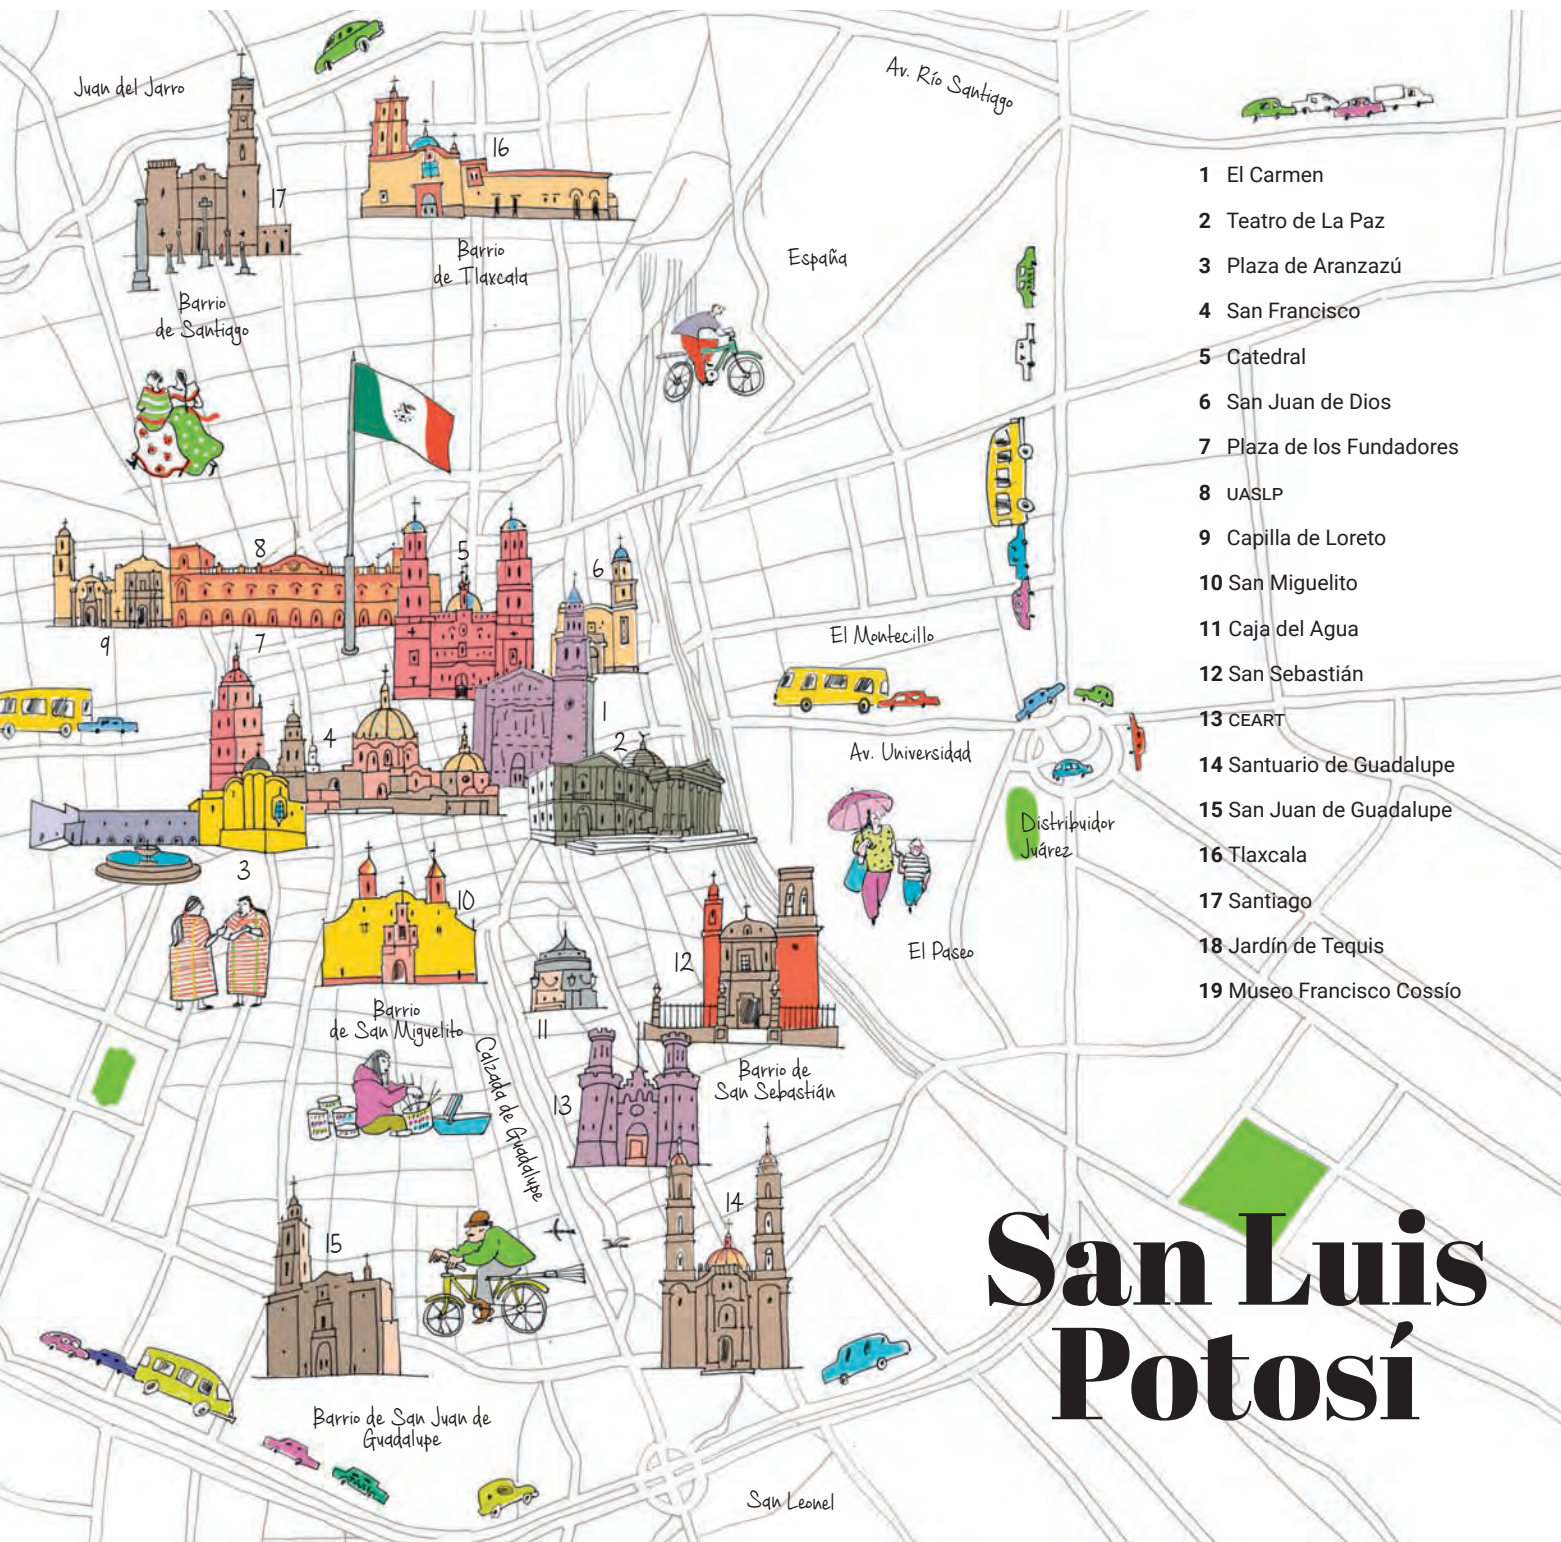 Juan del Jarro
Av. Río Santiago
16
17
Barrio
de Tlaxcala
España
Barrio
de Santiago
1 El Carmen
2 Teatro de La Paz
3 Plaza de Aranzazú
4 San Francisco
5 Catedral
6 San Juan de Dios
7 Plaza de los Fundadores
8 UASLP
9 Capilla de Loreto
10 San Miguelito
11 Caja del Agua
12 San Sebastián
13 CEART
14 Santuario de Guadalupe
15 San Juan de Guadalupe
16 Tlaxcala
17 Santiago
18 Jardín de Tequis
19 Museo Francisco Cossío
8
5
6
9
7
El Montecillo
1
4
2
Av. Universidad
Distribuidor
Juárez
3
10
12
El Paseo
Barrio
de San Miguelito
11
Calzada de Guadalupe
Barrio de
San Sebastián
13
14
15
San Luis
Potosí
Barrio de San Juan de
Guadalupe
TAXI
San Leonel